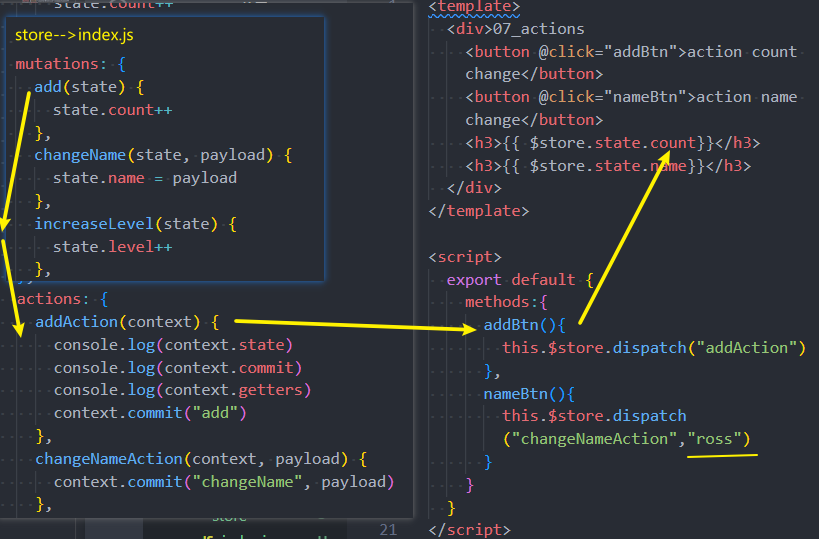 state.count++
store-->index.js
mutations: {
add(state) {
state.count++
},
changeName(state, payload) {
state.name = payload
},
increaseLevel(state) {
state.level++
},
actions: {
addAction(context) {
console.log(context.state)
console.log(context.commit)
console.log(context.getters)
context.commit("add")
},
changeNameAction(context, payload) {
context.commit("changeName", payload)
},
store
<template>
<div>07_actions
<button @click="addBtn">action count
change</button>
<button @click="nameBtn">action name
change</button>
<h3>{{ $store.state.count}}</h3>
<h3>{{ $store.state.name}}</h3>
</div>
</template>
<script>
export default {
methods:{
addBtn(){
this.$store.dispatch("addAction")
},
nameBtn(){
this.$store.dispatch
("changeNameAction","ross")
}
}
}
21 </script>